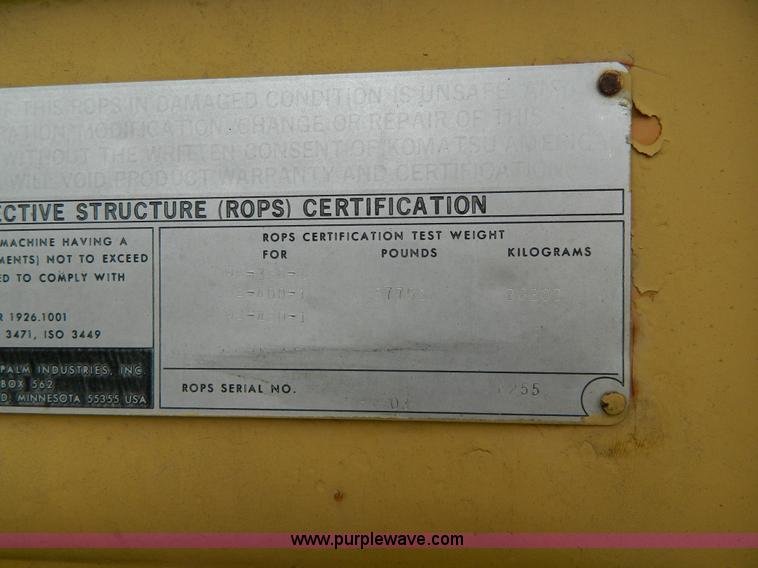 THIS ROPS IN DAMAGED CONDITION IS UNSAFE.
MODIFICATION, CHANGE OR REPAIR OF THIS
WITHOUT THE WRITTEN CONSENT OF KOMATSU
WILL VOID PRODUCT WARRANTY AND CERTIFICATION
ECTIVE STRUCTURE (ROPS) CERTIFICATION
MACHINE HAVING A
MENTS) NOT TO EXCEED
ED TO COMPLY WITH
R 1926.1001
3471, ISO 3449
PALM INDUSTRIES, INC.
BOX 562
D, MINNESOTA 55355 USA
ROPS CERTIFICATION TEST WEIGHT
FOR POUNDS KILOGRAMS
ROPS SERIAL NO.
www.purplewave.com